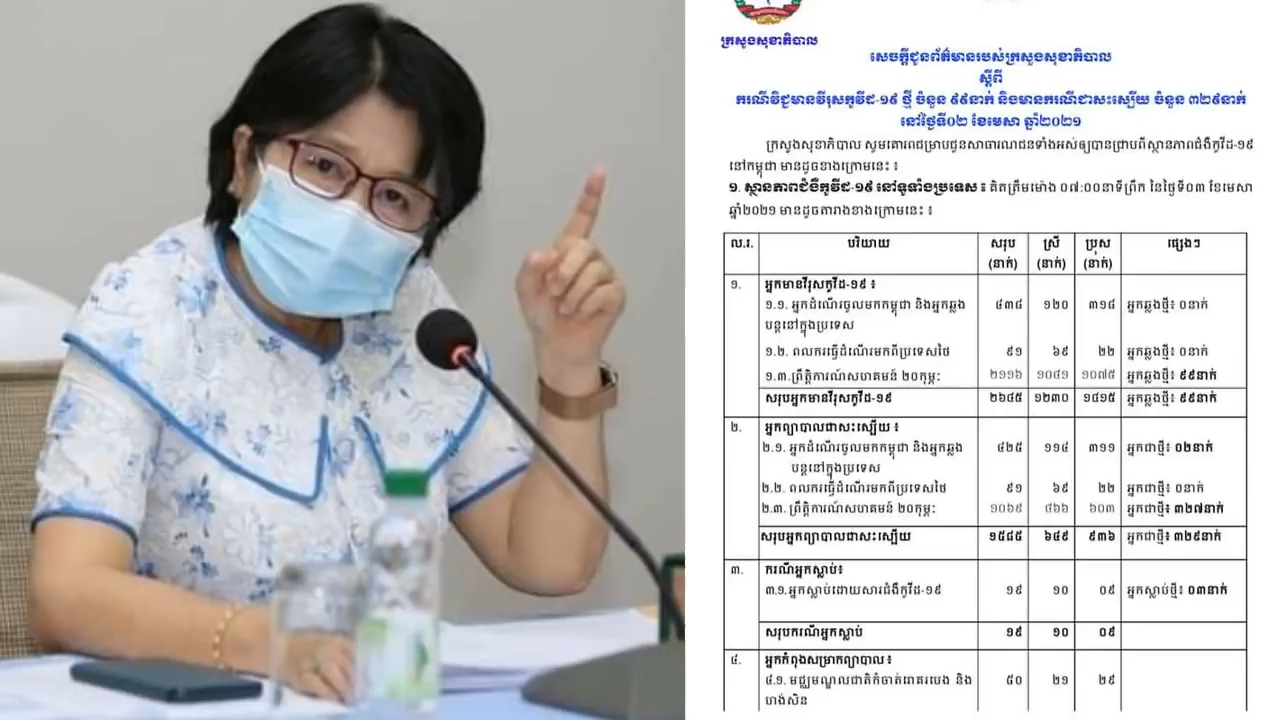 ក្រសួងសុខាភិបាល
សេចក្តីជូនព័ត៌មានរបស់ក្រសួងសុខាភិបាល
ស្តីពី
ករណីវិជ្ជមានវីរុសកូវីដ-១៩ ថ្មី ចំនួន ៩៩នាក់ និងមានករណីជាសះស្បើយ ចំនួន ៣២៩នាក់
នៅថ្ងៃទី០២ ខែមេសា ឆ្នាំ២០២១
ក្រសួងសុខាភិបាល សូមគោរពជម្រាបជូនសាធារណជនទាំងអស់ឲ្យបានជ្រាបពីស្ថានភាពជំងឺកូវីដ-១៩
នៅកម្ពុជា មានដូចខាងក្រោមនេះ ៖
១. ស្ថានភាពជំងឺកូវីដ-១៩ នៅទូទាំងប្រទេស ៖ គិតត្រឹមម៉ោង ០៧:០០នាទីព្រឹក នៃថ្ងៃទី០៣ ខែមេសា
ឆ្នាំ២០២១ មានដូចតារាងខាងក្រោមនេះ ៖
ល.រ. បរិយាយ សរុប (នាក់) ស្រី (នាក់) ប្រុស (នាក់) ផ្សេងៗ
១. អ្នកមានវីរុសកូវីដ-១៩ ៖
១.១. អ្នកដំណើរចូលមកកម្ពុជា និងអ្នកឆ្លង ៤៣៨ ១២០ ៣១៨ អ្នកឆ្លងថ្មី៖ ០នាក់
បន្តនៅក្នុងប្រទេស
១.២. ពលករធ្វើដំណើរមកពីប្រទេសថៃ ៩១ ៦៩ ២២ អ្នកឆ្លងថ្មី៖ ០នាក់
១.៣.ព្រឹត្តិការណ៍សហគមន៍ ២០កុម្ភៈ ២១១៦ ១០៤១ ១០៧៥ អ្នកឆ្លងថ្មី៖ ៩៩នាក់
សរុបអ្នកមានវីរុសកូវីដ-១៩ ២៦៤៥ ១២៣០ ១៤១៥ អ្នកឆ្លងថ្មី៖ ៩៩នាក់
២. អ្នកព្យាបាលជាសះស្បើយ ៖
២.១. អ្នកដំណើរចូលមកកម្ពុជា និងអ្នកឆ្លង ៤២៥ ១១៤ ៣១១ អ្នកជាថ្មី៖ ០២នាក់
បន្តនៅក្នុងប្រទេស
២.២. ពលករធ្វើដំណើរមកពីប្រទេសថៃ ៩១ ៦៩ ២២ អ្នកជាថ្មី៖ ០នាក់
២.៣. ព្រឹត្តិការណ៍សហគមន៍ ២០កុម្ភៈ ១០៦៩ ៤៦៦ ៦០៣ អ្នកជាថ្មី៖ ៣២៧នាក់
សរុបអ្នកព្យាបាលជាសះស្បើយ ១៥៨៥ ៦៤៩ ៩៣៦ អ្នកជាថ្មី៖ ៣២៩នាក់
៣. ករណីអ្នកស្លាប់៖
៣.១.អ្នកស្លាប់ដោយសារជំងឺកូវីដ-១៩ ១៩ ១០ ០៩ អ្នកស្លាប់ថ្មី៖ ០៣នាក់
សរុបករណីអ្នកស្លាប់ ១៩ ១០ ០៩
៤. អ្នកកំពុងសម្រាកព្យាបាល ៖
៤.១. មជ្ឈមណ្ឌលជាតិកំចាត់រោគរបេង និង ៥០ ២១ ២៩
ហង់សិន